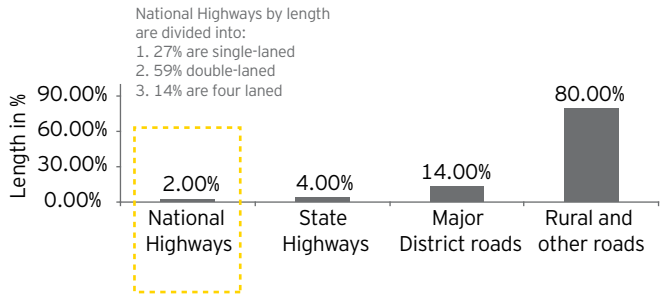 National Highways by length
are divided into:
1. 27% are single-laned
2. 59% double-laned
3. 14% are four laned
Length in %
90.00%
60.00%
30.00%
0.00%
2.00%
4.00%
14.00%
80.00%
National
Highways
State
Highways
Major
District roads
Rural and
other roads